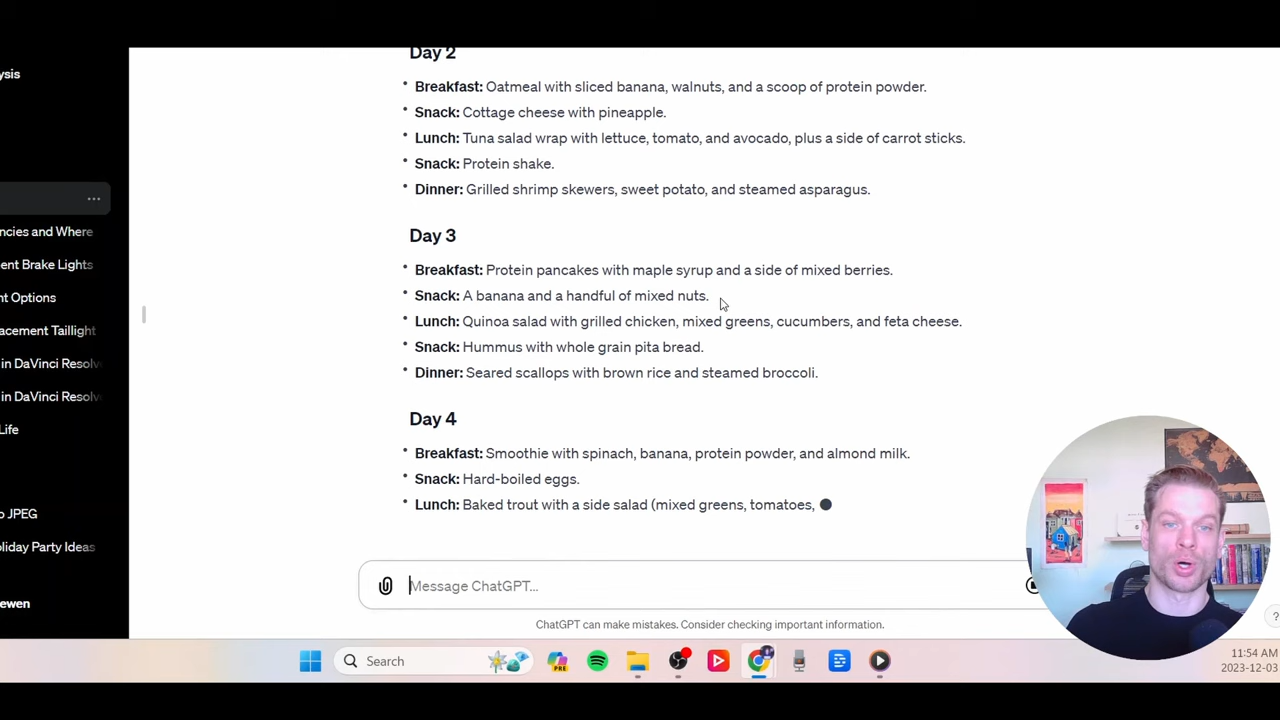 ysis
ncies and Where
ent Brake Lights
nt Options
acement Taillight
in DaVinci Resolv
in DaVinci Resolv
Life
o JPEG
oliday Party Ideas
ewen
Day 2
Breakfast: Oatmeal with sliced banana, walnuts, and a scoop of protein powder.
Snack: Cottage cheese with pineapple.
Lunch: Tuna salad wrap with lettuce, tomato, and avocado, plus a side of carrot sticks.
Snack: Protein shake.
Dinner: Grilled shrimp skewers, sweet potato, and steamed asparagus.
Day 3
Breakfast: Protein pancakes with maple syrup and a side of mixed berries.
Snack: A banana and a handful of mixed nuts.
Lunch: Quinoa salad with grilled chicken, mixed greens, cucumbers, and feta cheese.
Snack: Hummus with whole grain pita bread.
Dinner: Seared scallops with brown rice and steamed broccoli.
Day 4
Breakfast: Smoothie with spinach, banana, protein powder, and almond milk.
Snack: Hard-boiled eggs.
Lunch: Baked trout with a side salad (mixed greens, tomatoes,
Message ChatGPT...
ChatGPT can make mistakes. Consider checking important information.
?
Search
PRE
11:54 AM
2023-12-03